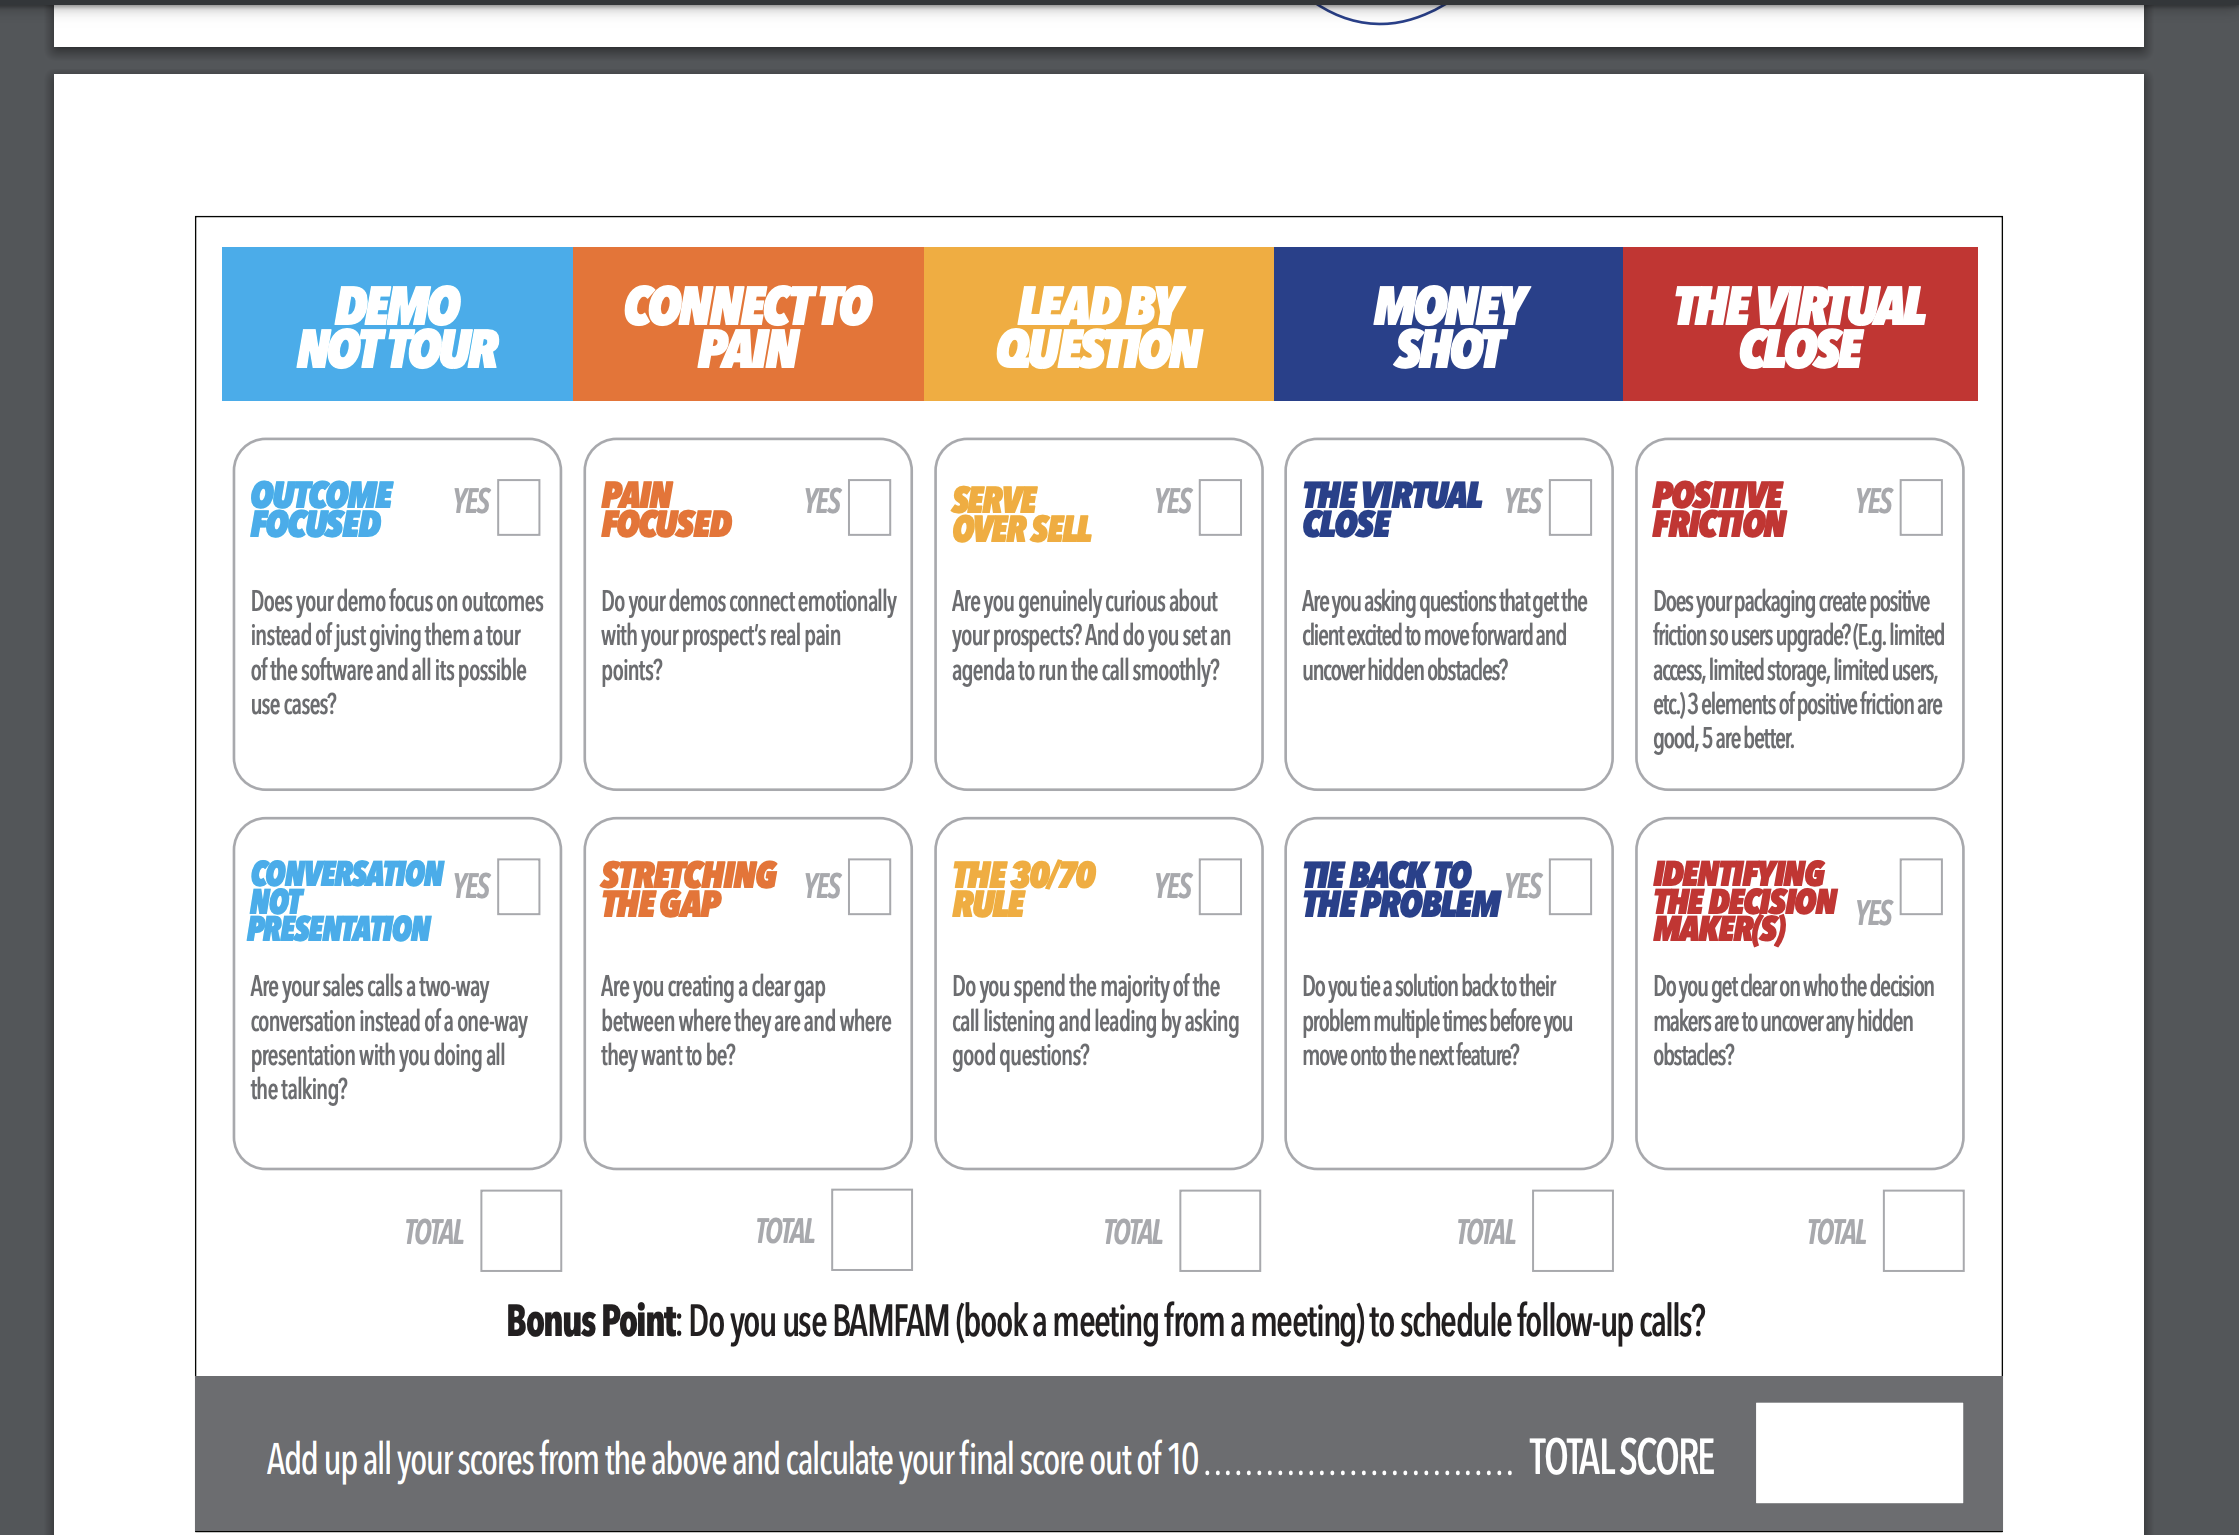 DEMO
NOT TOUR
CONNECT TO
PAIN
LEAD BY
QUESTION
MONEY
SHOT
THE VIRTUAL
CLOSE
OUTCOME
FOCUSED
YES
Does your demo focus on outcomes
instead of just giving them a tour
of the software and all its possible
use cases?
PAIN
FOCUSED
YES
Do your demos connect emotionally
with your prospect's real pain
points?
SERVE
OVER SELL
YES
Are you genuinely curious about
your prospects? And do you set an
agenda to run the call smoothly?
THE VIRTUAL
CLOSE
YES
Are you asking questions that get the
client excited to move forward and
uncover hidden obstacles?
POSITIVE
FRICTION
YES
Does your packaging create positive
friction so users upgrade? (E.g. limited
access, limited storage, limited users,
etc.) 3 elements of positive friction are
good, 5 are better.
CONVERSATION
NOT
PRESENTATION
YES
Are your sales calls a two-way
conversation instead of a one-way
presentation with you doing all
the talking?
STRETCHING
THE GAP
YES
Are you creating a clear gap
between where they are and where
they want to be?
THE 30/70
RULE
YES
Do you spend the majority of the
call listening and leading by asking
good questions?
TIE BACK TO
THE PROBLEM
YES
Do you tie a solution back to their
problem multiple times before you
move onto the next feature?
IDENTIFYING
THE DECISION
MAKER(S)
YES
Do you get clear on who the decision
makers are to uncover any hidden
obstacles?
TOTAL
TOTAL
TOTAL
TOTAL
TOTAL
Bonus Point: Do you use BAMFAM (book a meeting from a meeting) to schedule follow-up calls?
Add up all your scores from the above and calculate your final score out of 10 .............................. TOTAL SCORE